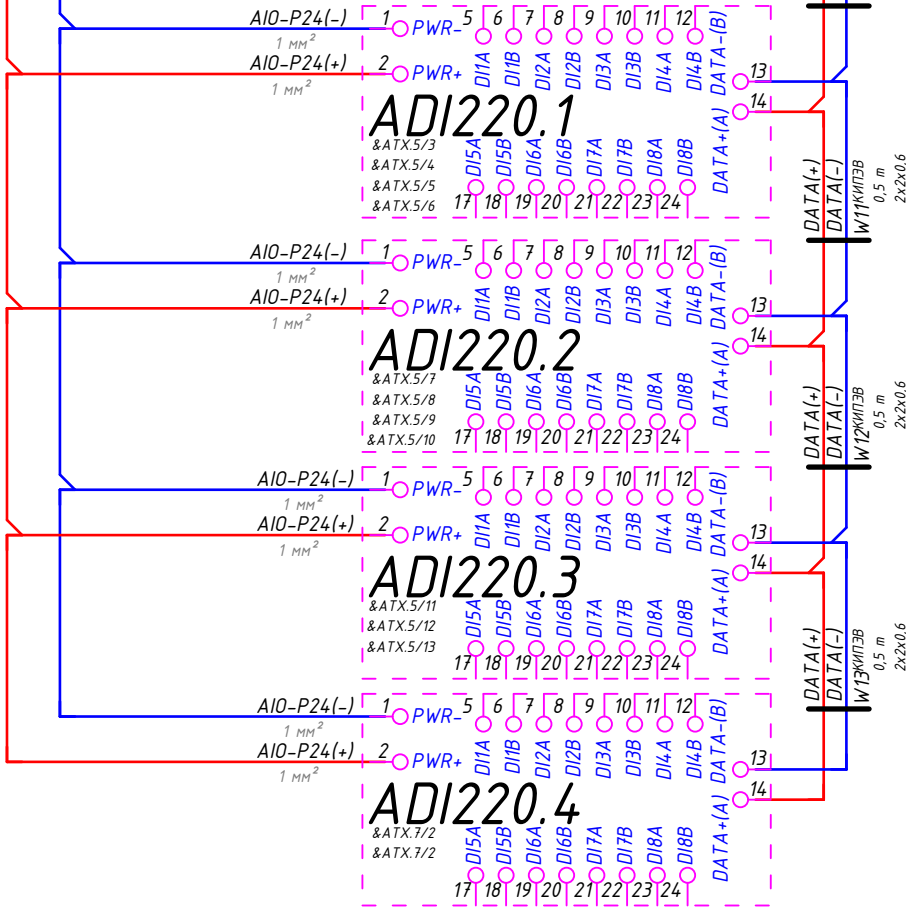 AIO-P24(-) 1 PWR- 5 6 7 8 9 10 11 12
1 мм²
AIO-P24(+) 2 PWR+ DI1A DI1B DI2A DI2B DI3A DI3B DI4A DI4B DATA-(B) 13
1 мм²
ADI220.1 14
&ATX.5/3
&ATX.5/4
&ATX.5/5
&ATX.5/6
DI5A DI5B DI6A DI6B DI7A DI7B DI8A DI8B DATA+(A)
17 18 19 20 21 22 23 24
DATA(+)
DATA(-)
W11 КИПЭВ
0,5 m
2x2x0.6
AIO-P24(-) 1 PWR- 5 6 7 8 9 10 11 12
1 мм²
AIO-P24(+) 2 PWR+ DI1A DI1B DI2A DI2B DI3A DI3B DI4A DI4B DATA-(B) 13
1 мм²
ADI220.2 14
&ATX.5/7
&ATX.5/8
&ATX.5/9
&ATX.5/10
DI5A DI5B DI6A DI6B DI7A DI7B DI8A DI8B DATA+(A)
17 18 19 20 21 22 23 24
DATA(+)
DATA(-)
W12 КИПЭВ
0,5 m
2x2x0.6
AIO-P24(-) 1 PWR- 5 6 7 8 9 10 11 12
1 мм²
AIO-P24(+) 2 PWR+ DI1A DI1B DI2A DI2B DI3A DI3B DI4A DI4B DATA-(B) 13
1 мм²
ADI220.3 14
&ATX.5/11
&ATX.5/12
&ATX.5/13
DI5A DI5B DI6A DI6B DI7A DI7B DI8A DI8B DATA+(A)
17 18 19 20 21 22 23 24
DATA(+)
DATA(-)
W13 КИПЭВ
0,5 m
2x2x0.6
AIO-P24(-) 1 PWR- 5 6 7 8 9 10 11 12
1 мм²
AIO-P24(+) 2 PWR+ DI1A DI1B DI2A DI2B DI3A DI3B DI4A DI4B DATA-(B) 13
1 мм²
ADI220.4 14
&ATX.7/2
&ATX.7/2
DI5A DI5B DI6A DI6B DI7A DI7B DI8A DI8B DATA+(A)
17 18 19 20 21 22 23 24